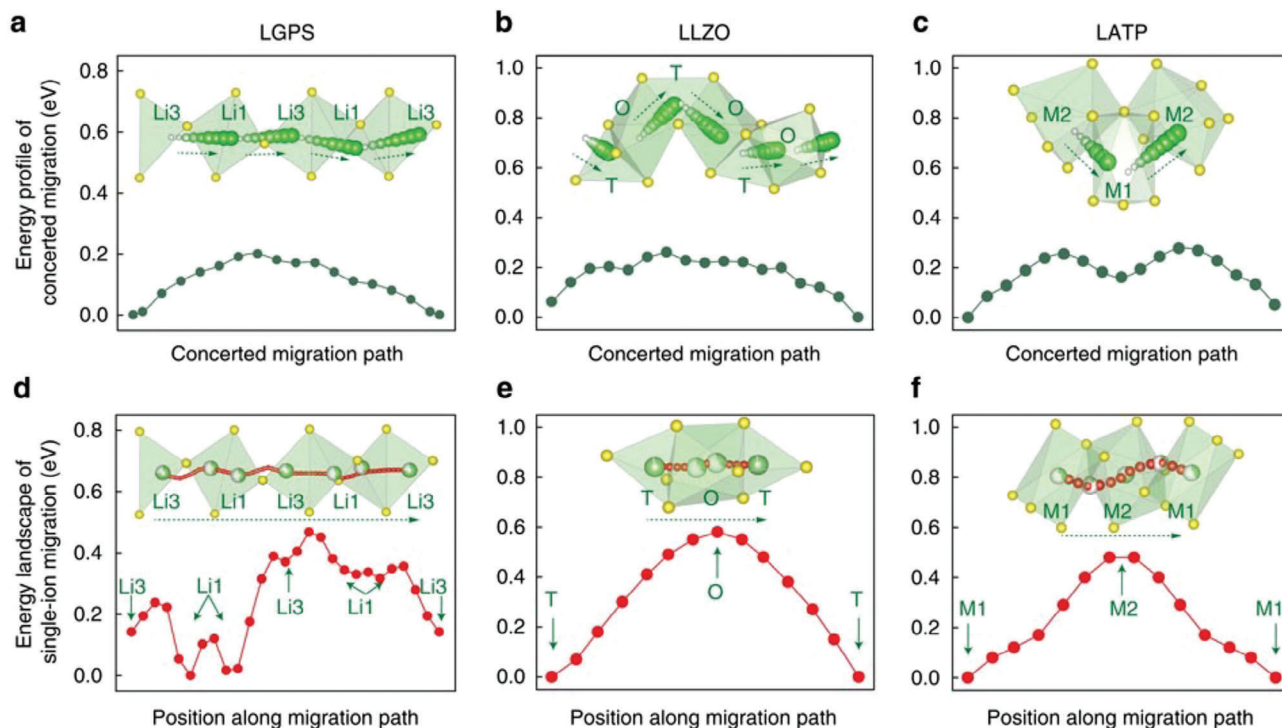 a
LGPS
Energy profile of
concerted migration (eV)
0.8
0.6
0.4
0.2
0.0
Li3 Li1 Li3 Li1 Li3
Concerted migration path
b
LLZO
1.0
0.8
0.6
0.4
0.2
0.0
T
O O
O
T T
Concerted migration path
c
LATP
1.0
0.8
0.6
0.4
0.2
0.0
M2 M2
M1
Concerted migration path
d
Energy landscape of
single-ion migration (eV)
0.8
0.6
0.4
0.2
0.0
Li3 Li1 Li3 Li1 Li3
Li3 Li1 Li3 Li1 Li3
Position along migration path
e
1.0
0.8
0.6
0.4
0.2
0.0
T O T
T O T
Position along migration path
f
1.0
0.8
0.6
0.4
0.2
0.0
M1 M2 M1
M1 M2 M1
Position along migration path